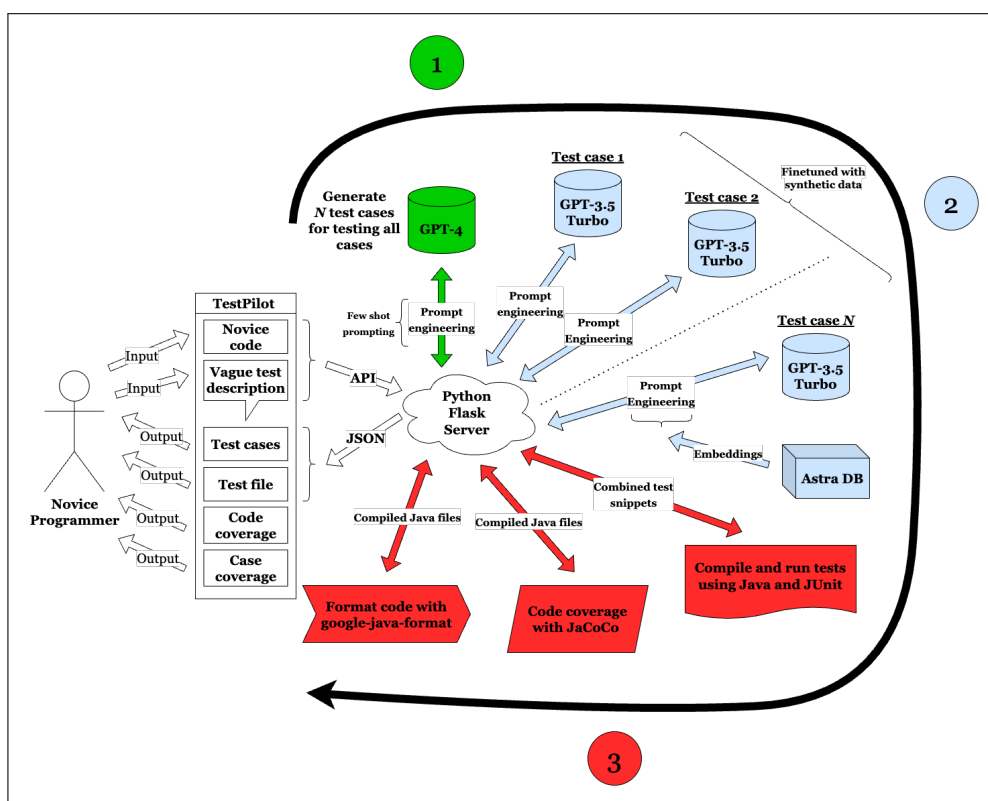 1
Test case 1
GPT-3.5
Turbo
Finetuned with
synthetic data
Generate
N test cases
for testing all
cases
GPT-4
Test case 2
GPT-3.5
Turbo
2
TestPilot
Few shot
prompting
Prompt
engineering
Prompt
engineering
Prompt
Engineering
Test case N
GPT-3.5
Turbo
Novice
code
Input
Input
Vague test
description
API
Python
Flask
Server
Prompt
Engineering
Output
Test cases
JSON
Embeddings
Astra DB
Output
Test file
Combined test
snippets
Novice
Programmer
Output
Code
coverage
Compiled Java files
Compiled Java files
Output
Case
coverage
Compile and run tests
using Java and JUnit
Format code with
google-java-format
Code coverage
with JaCoCo
3